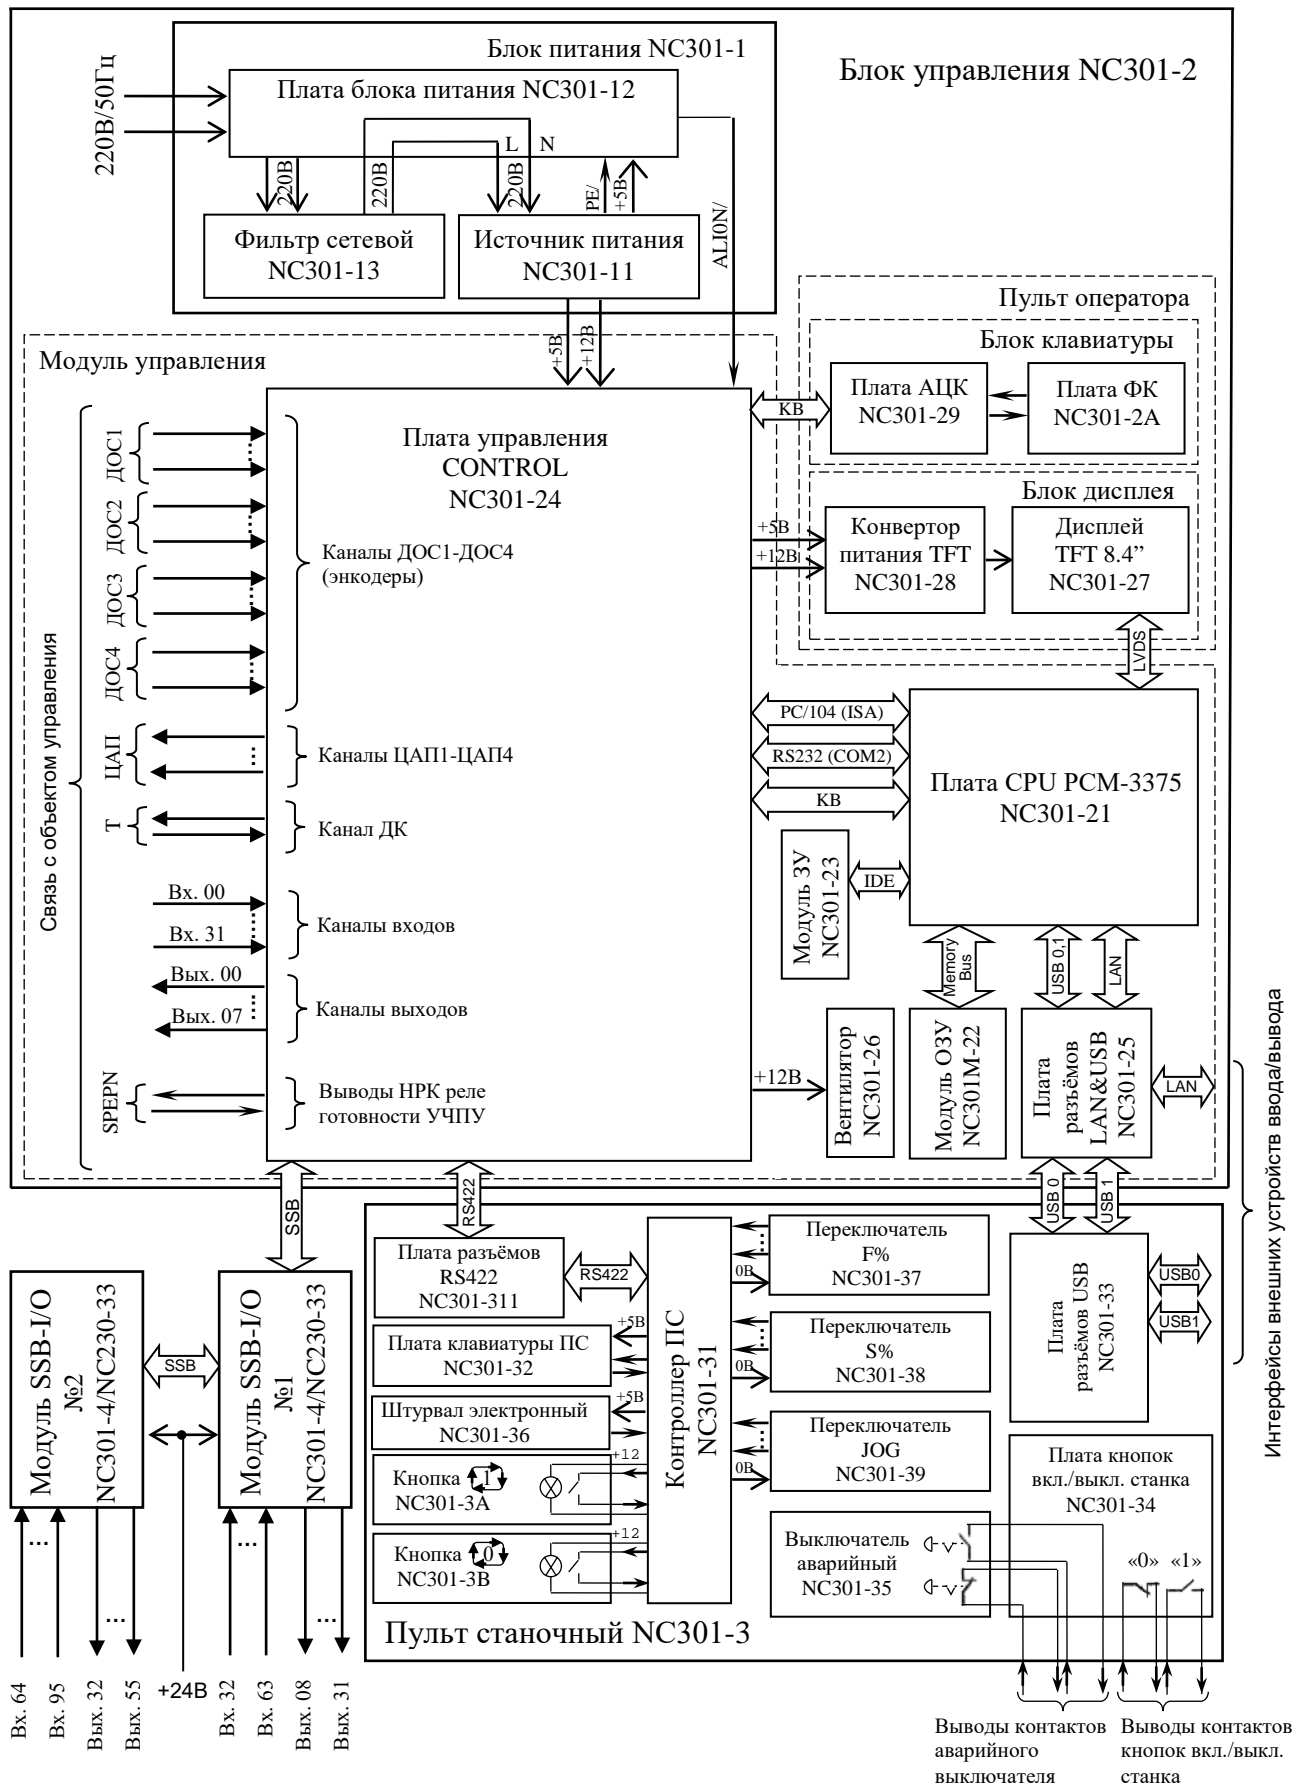 Блок питания NC301-1
Блок управления NC301-2
220В/50Гц
Плата блока питания NC301-12
L
N
220В
220В
220В
PE/
+5В
ALI0N/
Фильтр сетевой
NC301-13
Источник питания
NC301-11
+5В
+12В
Пульт оператора
Блок клавиатуры
Плата АЦК
NC301-29
Плата ФК
NC301-2A
KB
Модуль управления
Плата управления
CONTROL
NC301-24
Связь с объектом управления
ДОС1
ДОС2
ДОС3
ДОС4
Каналы ДОС1-ДОС4
(энкодеры)
Блок дисплея
+5В
+12В
Конвертор
питания TFT
NC301-28
Дисплей
TFT 8.4”
NC301-27
LVDS
ЦАП
Каналы ЦАП1-ЦАП4
Т
Канал ДК
PC/104 (ISA)
RS232 (COM2)
KB
Плата CPU PCM-3375
NC301-21
Вх. 00
Вх. 31
Каналы входов
Вых. 00
Вых. 07
Каналы выходов
Модуль ЗУ
NC301-23
IDE
Memory
Bus
USB 0,1
LAN
SPEPN
Выводы НРК реле
готовности УЧПУ
+12В
Вентилятор
NC301-26
Модуль ОЗУ
NC301M-22
Плата
разъёмов
LAN&USB
NC301-25
LAN
Интерфейсы внешних устройств ввода/вывода
SSB
RS422
USB 0
USB 1
Модуль SSB-I/O
№2
NC301-4/NC230-33
SSB
Модуль SSB-I/O
№1
NC301-4/NC230-33
Плата разъёмов
RS422
NC301-311
RS422
Контроллер ПС
NC301-31
Переключатель
F%
NC301-37
0В
Плата клавиатуры ПС
NC301-32
+5В
Переключатель
S%
NC301-38
0В
Штурвал электронный
NC301-36
+5В
Переключатель
JOG
NC301-39
0В
Плата
разъёмов USB
NC301-33
USB0
USB1
Кнопка 1
NC301-3A
+12
Кнопка 0
NC301-3B
+12
Выключатель
аварийный
NC301-35
Плата кнопок
вкл./выкл. станка
NC301-34
«0» «1»
Пульт станочный NC301-3
...
...
...
...
Вх. 64
Вх. 95
Вых. 32
Вых. 55
+24В
Вх. 32
Вх. 63
Вых. 08
Вых. 31
Выводы контактов
аварийного
выключателя
Выводы контактов
кнопок вкл./выкл.
станка